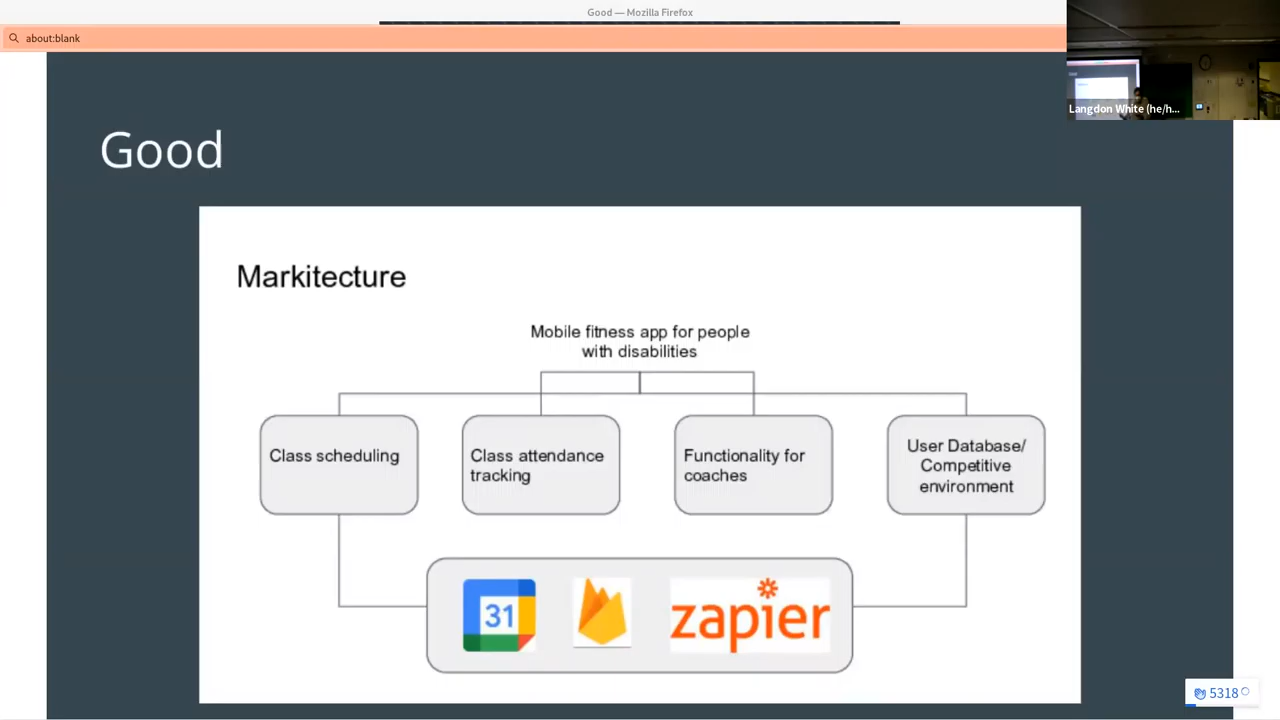 Good — Mozilla Firefox
about:blank
Langdon White (he/h...
Good
Markitecture
Mobile fitness app for people
with disabilities
Class scheduling
Class attendance
tracking
Functionality for
coaches
User Database/
Competitive
environment
31
zapier
5318